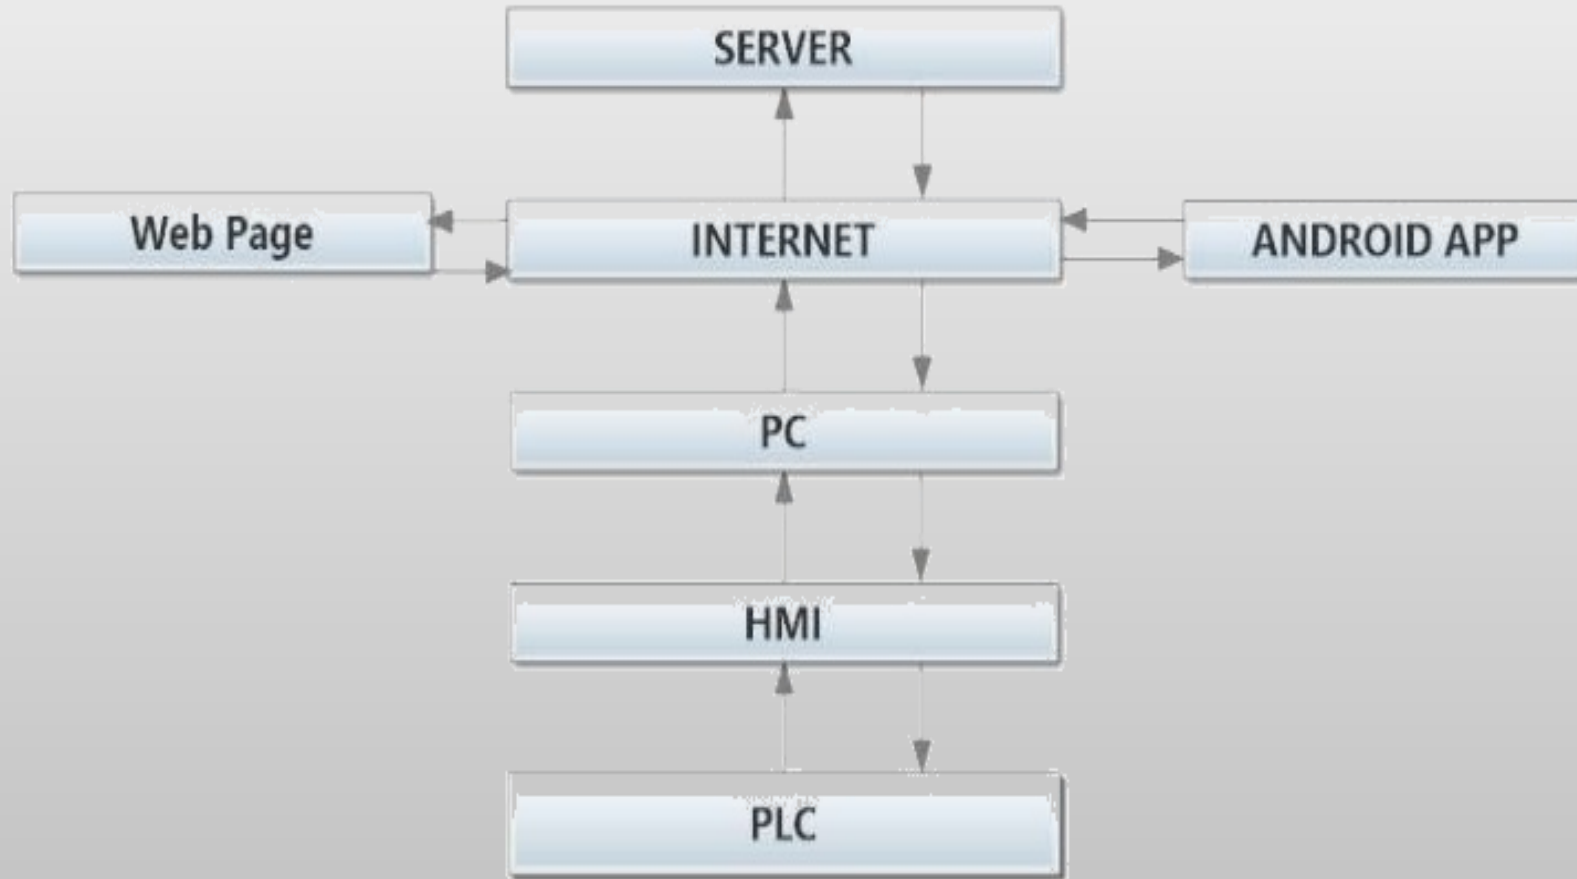 SERVER
Web Page
INTERNET
ANDROID APP
PC
HMI
PLC